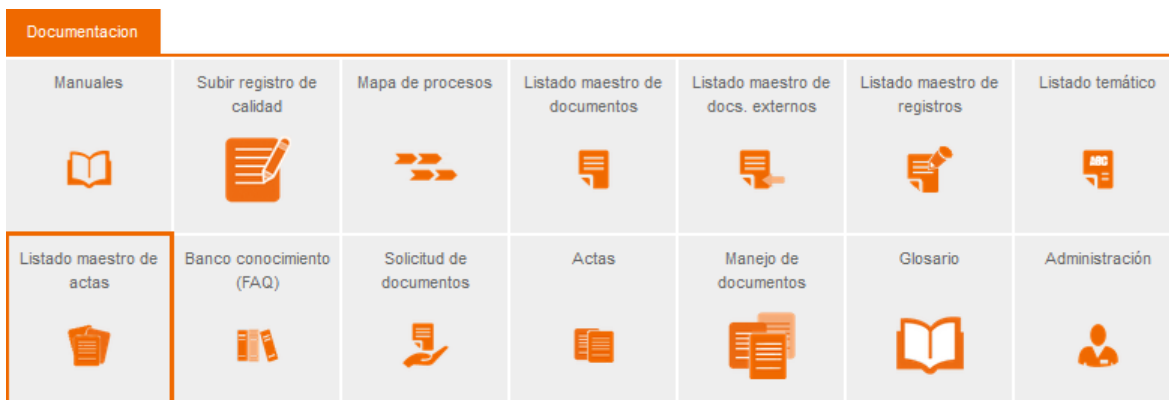 Documentacion
Manuales
Subir registro de
calidad
Mapa de procesos
Listado maestro de
documentos
Listado maestro de
docs. externos
Listado maestro de
registros
Listado temático
ABC
Listado maestro de
actas
Banco conocimiento
(FAQ)
Solicitud de
documentos
Actas
Manejo de
documentos
Glosario
Administración